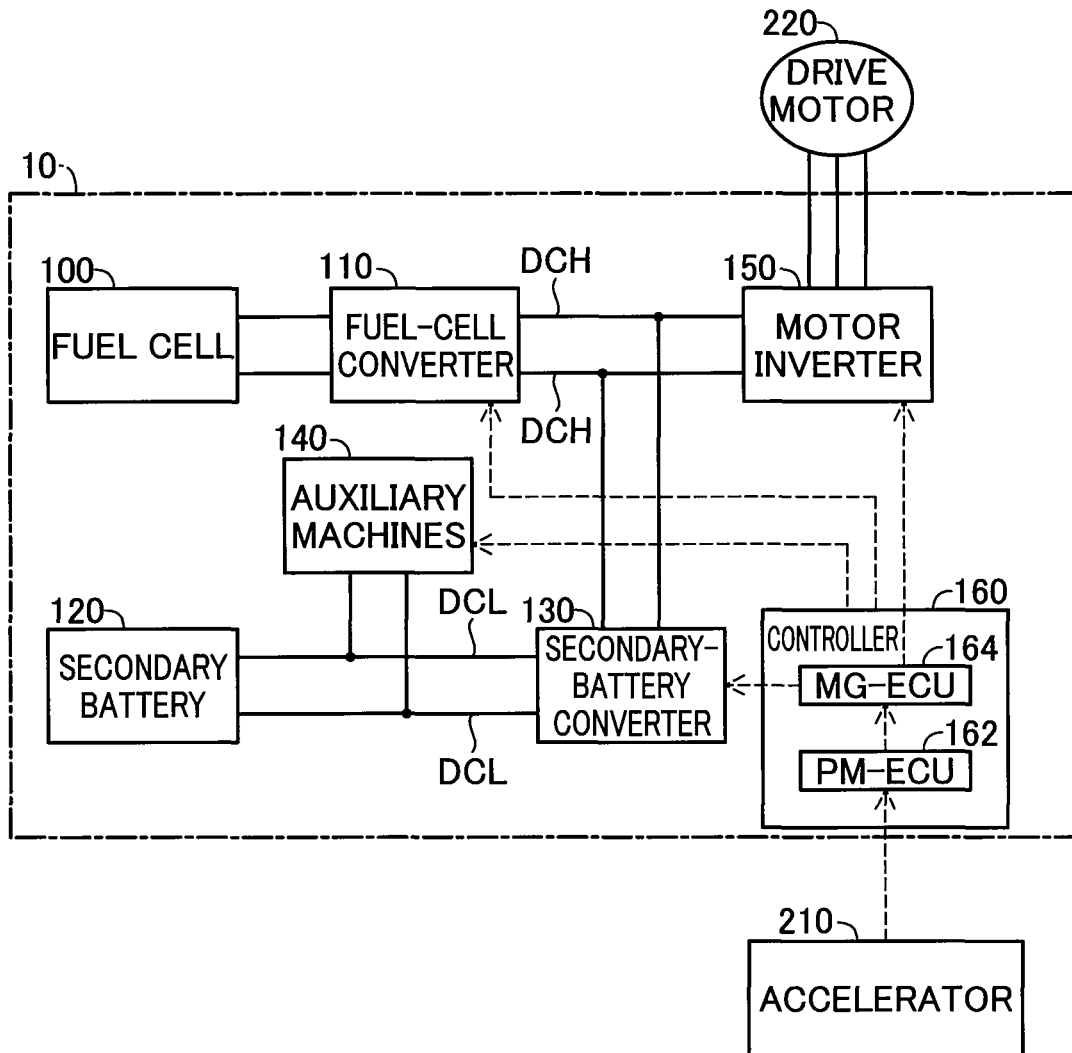 220
DRIVE
MOTOR
10
100
FUEL CELL
110
FUEL-CELL
CONVERTER
DCH
DCH
150
MOTOR
INVERTER
140
AUXILIARY
MACHINES
120
SECONDARY
BATTERY
DCL
DCL
130
SECONDARY-
BATTERY
CONVERTER
160
CONTROLLER
164
MG-ECU
162
PM-ECU
210
ACCELERATOR